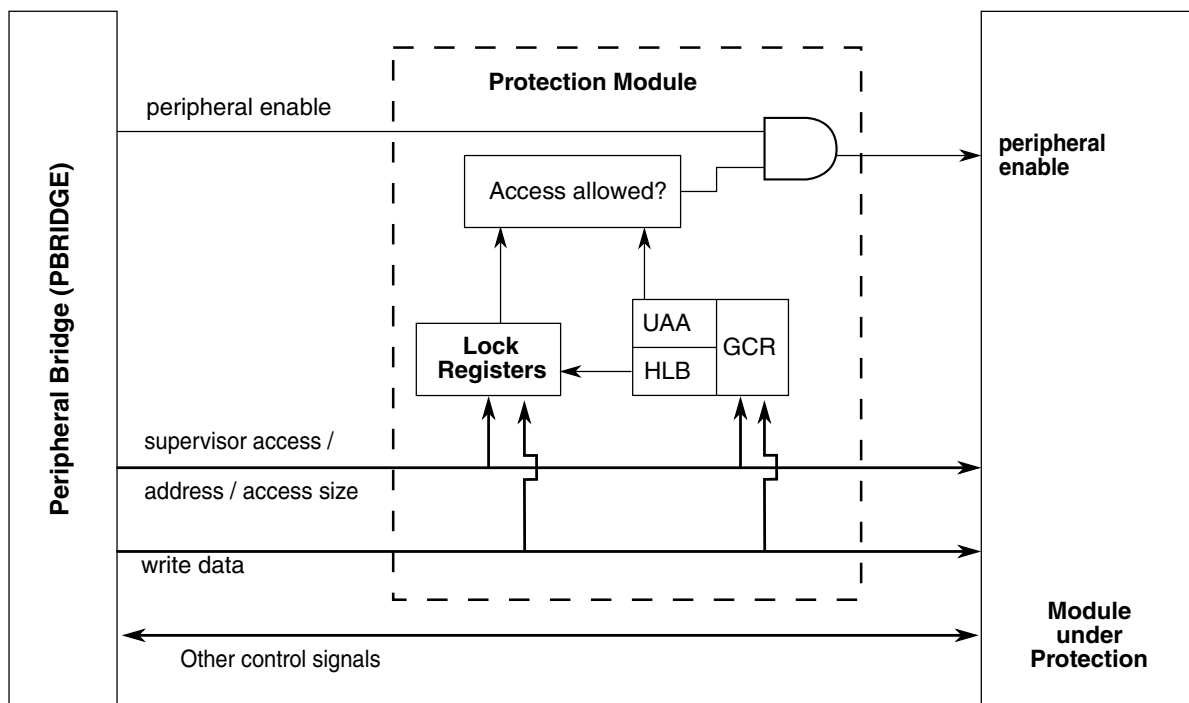 Protection Module
peripheral enable
peripheral
enable
Access allowed?
Peripheral Bridge (PBRIDGE)
UAA
GCR
HLB
Lock
Registers
supervisor access /
address / access size
write data
Other control signals
Module
under
Protection